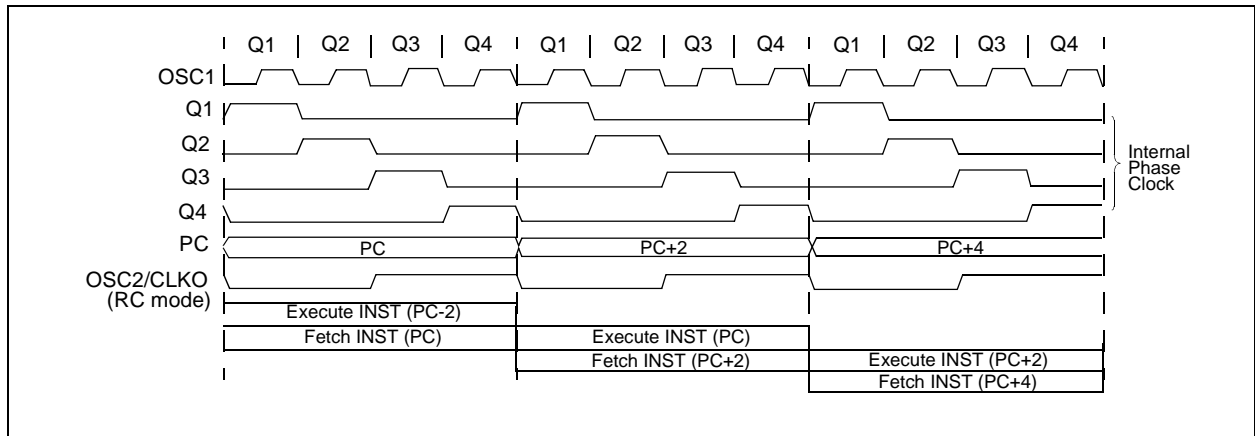 Q1 Q2 Q3 Q4 Q1 Q2 Q3 Q4 Q1 Q2 Q3 Q4
OSC1
Q1
Q2
Q3
Q4
Internal
Phase
Clock
PC
PC PC+2 PC+4
OSC2/CLKO
(RC mode)
Execute INST (PC-2)
Fetch INST (PC) Execute INST (PC)
Fetch INST (PC+2) Execute INST (PC+2)
Fetch INST (PC+4)